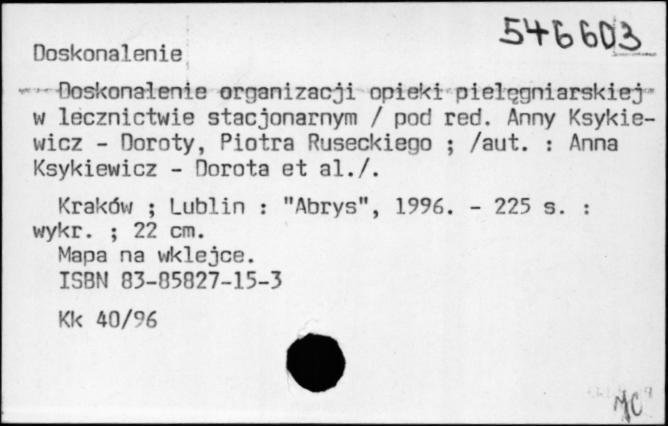 546603
Doskonalenie
Doskonalenie organizacji opieki pielęgniarskiej
w lecznictwie stacjonarnym / pod red. Anny Ksykie-
wicz - Doroty, Piotra Ruseckiego ; /aut. : Anna
Ksykiewicz - Dorota et al./.
Kraków ; Lublin : "Abrys", 1996. - 225 s. :
wykr. ; 22 cm.
Mapa na wklejce.
ISBN 83-85827-15-3
Kk 40/96